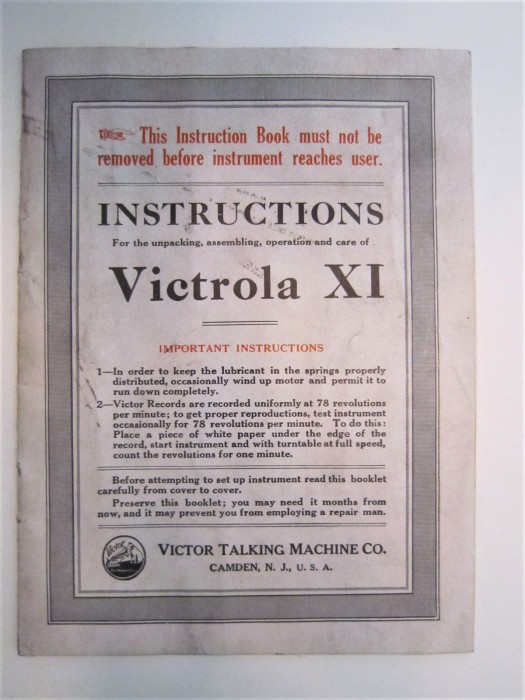 This Instruction Book must not be
removed before instrument reaches user.
INSTRUCTIONS
For the unpacking, assembling, operation and care of
Victrola XI
IMPORTANT INSTRUCTIONS
1—In order to keep the lubricant in the springs properly
distributed, occasionally wind up motor and permit it to
run down completely.
2—Victor Records are recorded uniformly at 78 revolutions
per minute; to get proper reproductions, test instrument
occasionally for 78 revolutions per minute. To do this:
Place a piece of white paper under the edge of the
record, start instrument and with turntable at full speed,
count the revolutions for one minute.
Before attempting to set up instrument read this booklet
carefully from cover to cover.
Preserve this booklet; you may need it months from
now, and it may prevent you from employing a repair man.
VICTOR TALKING MACHINE CO.
CAMDEN, N. J., U. S. A.